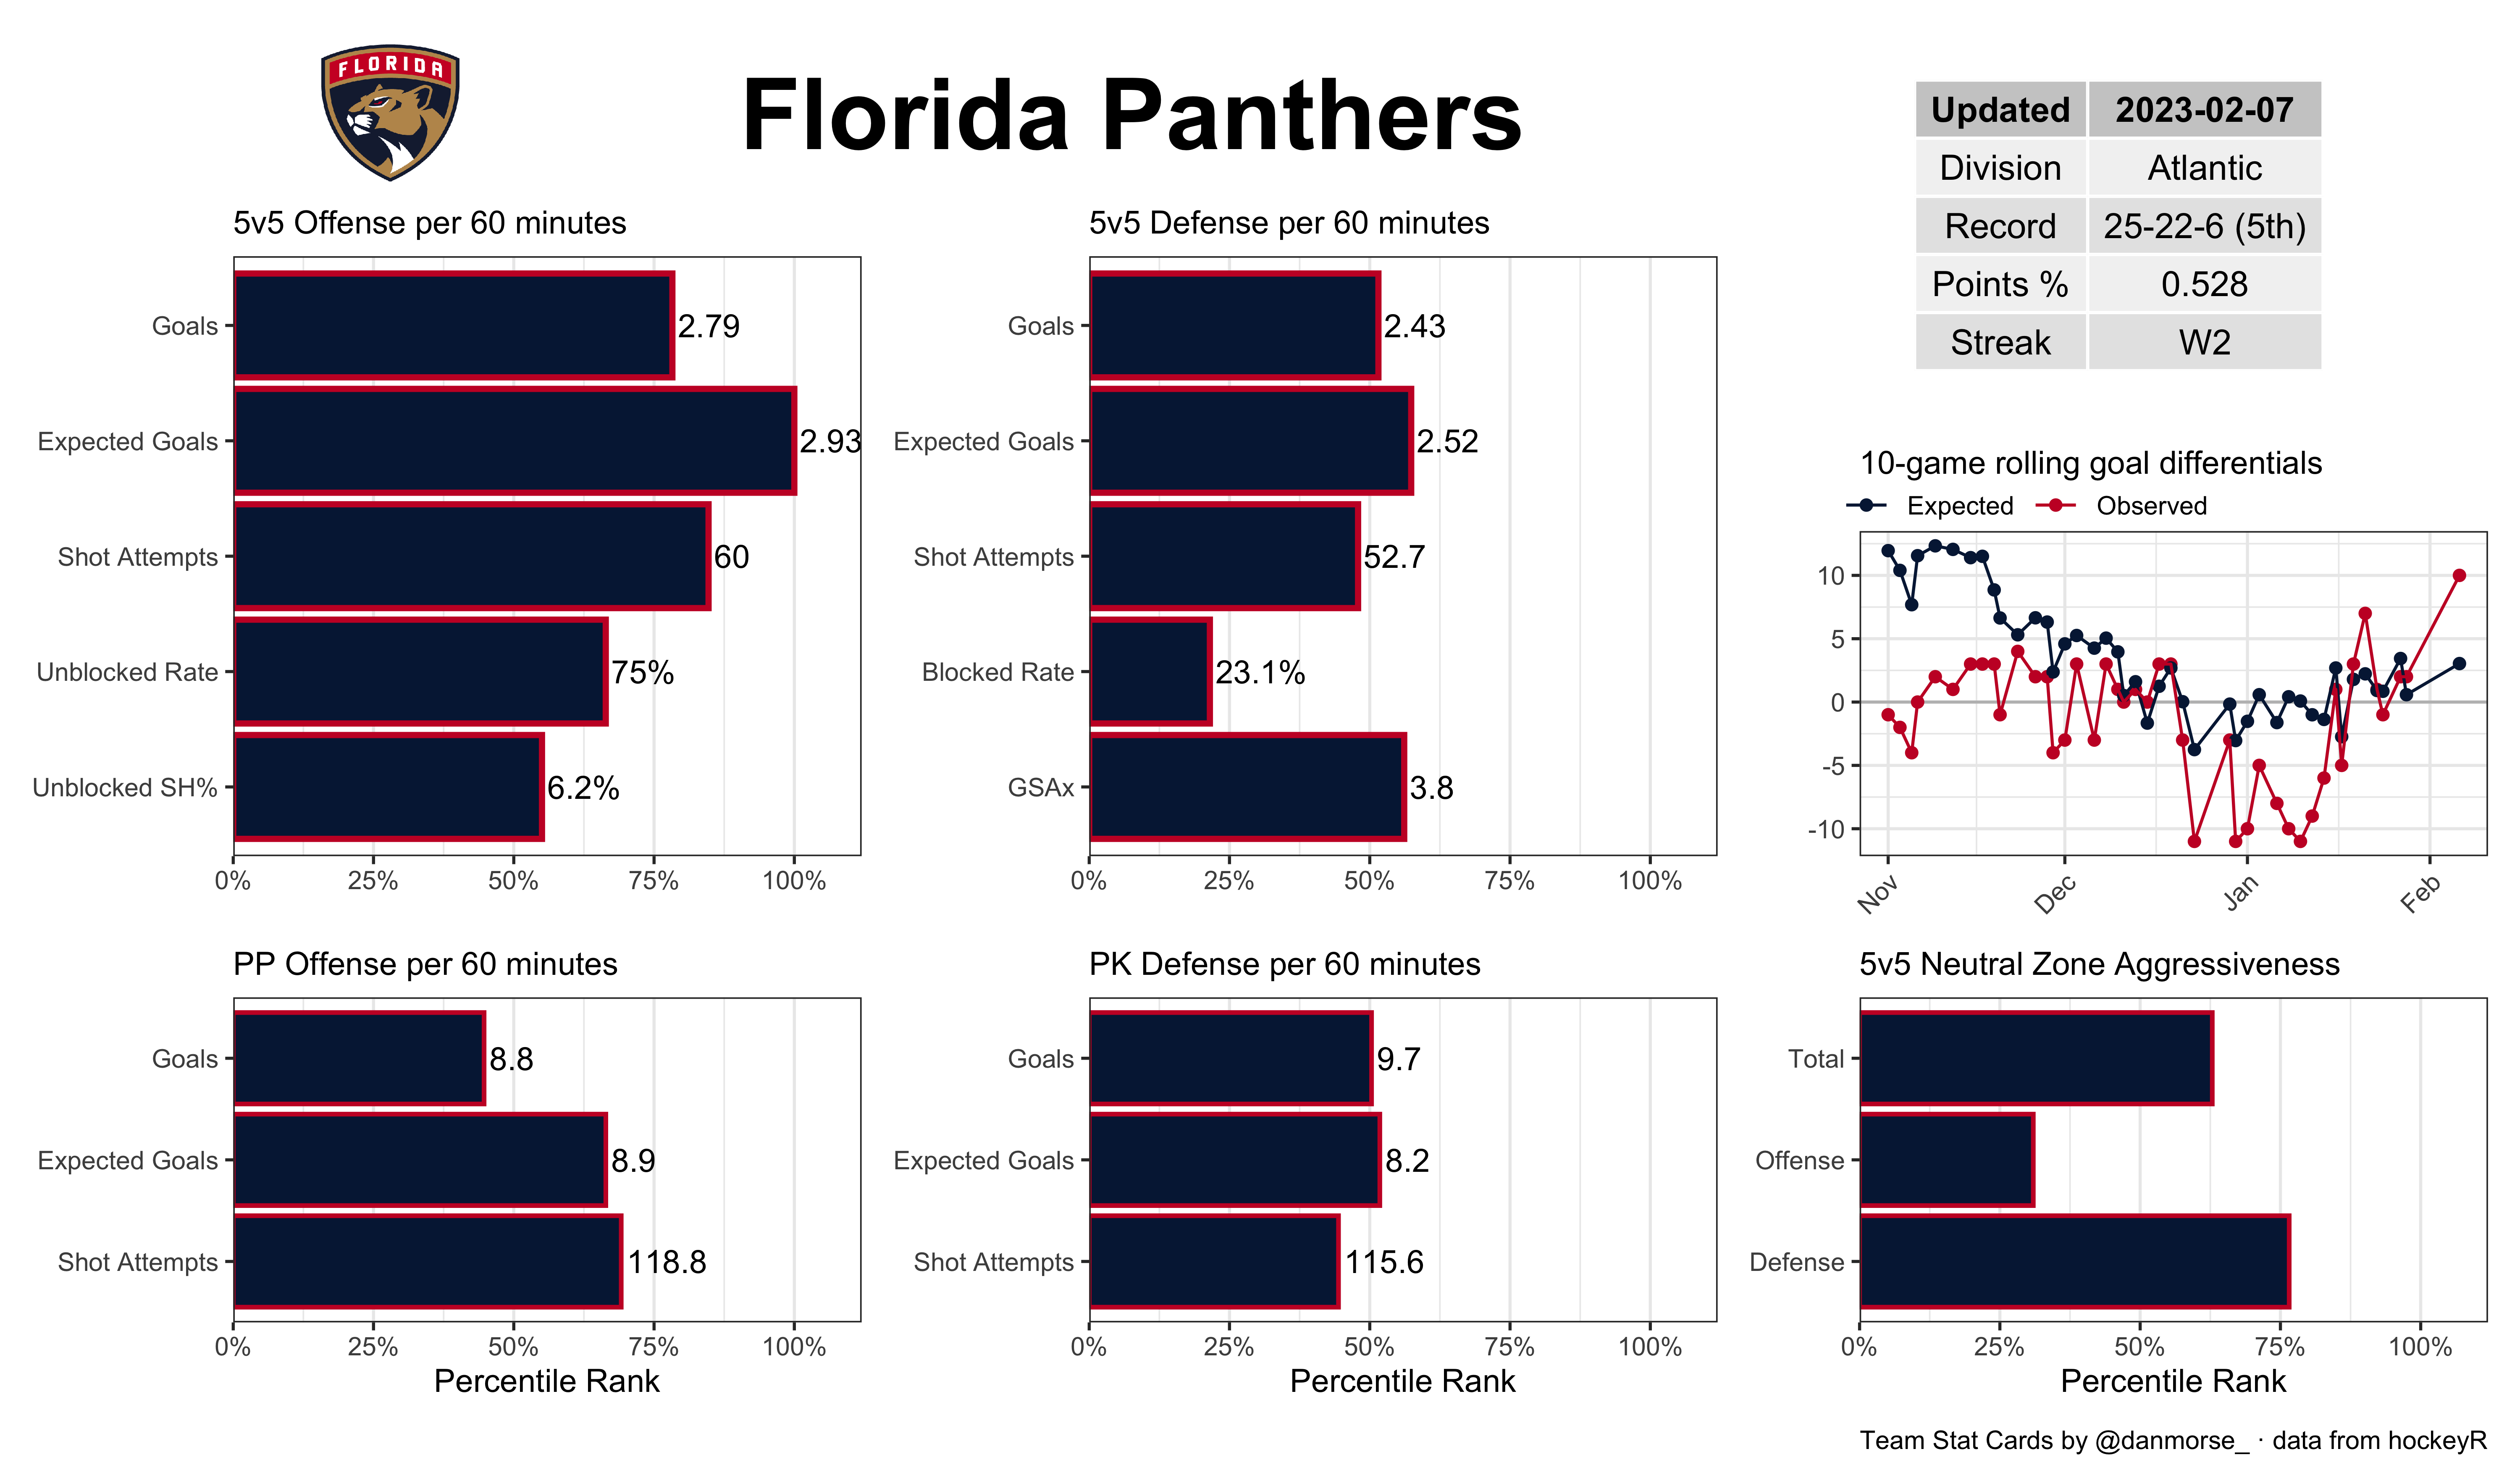 FLORIDA
Florida Panthers
Updated 2023-02-07
Division Atlantic
Record 25-22-6 (5th)
Points % 0.528
Streak W2
5v5 Offense per 60 minutes
Goals 2.79
Expected Goals 2.93
Shot Attempts 60
Unblocked Rate 75%
Unblocked SH% 6.2%
0% 25% 50% 75% 100%
5v5 Defense per 60 minutes
Goals 2.43
Expected Goals 2.52
Shot Attempts 52.7
Blocked Rate 23.1%
GSAx 3.8
0% 25% 50% 75% 100%
10-game rolling goal differentials
Expected Observed
10
5
0
-5
-10
Nov Dec Jan Feb
PP Offense per 60 minutes
Goals 8.8
Expected Goals 8.9
Shot Attempts 118.8
0% 25% 50% 75% 100%
Percentile Rank
PK Defense per 60 minutes
Goals 9.7
Expected Goals 8.2
Shot Attempts 115.6
0% 25% 50% 75% 100%
Percentile Rank
5v5 Neutral Zone Aggressiveness
Total
Offense
Defense
0% 25% 50% 75% 100%
Percentile Rank
Team Stat Cards by @danmorse_ · data from hockeyR